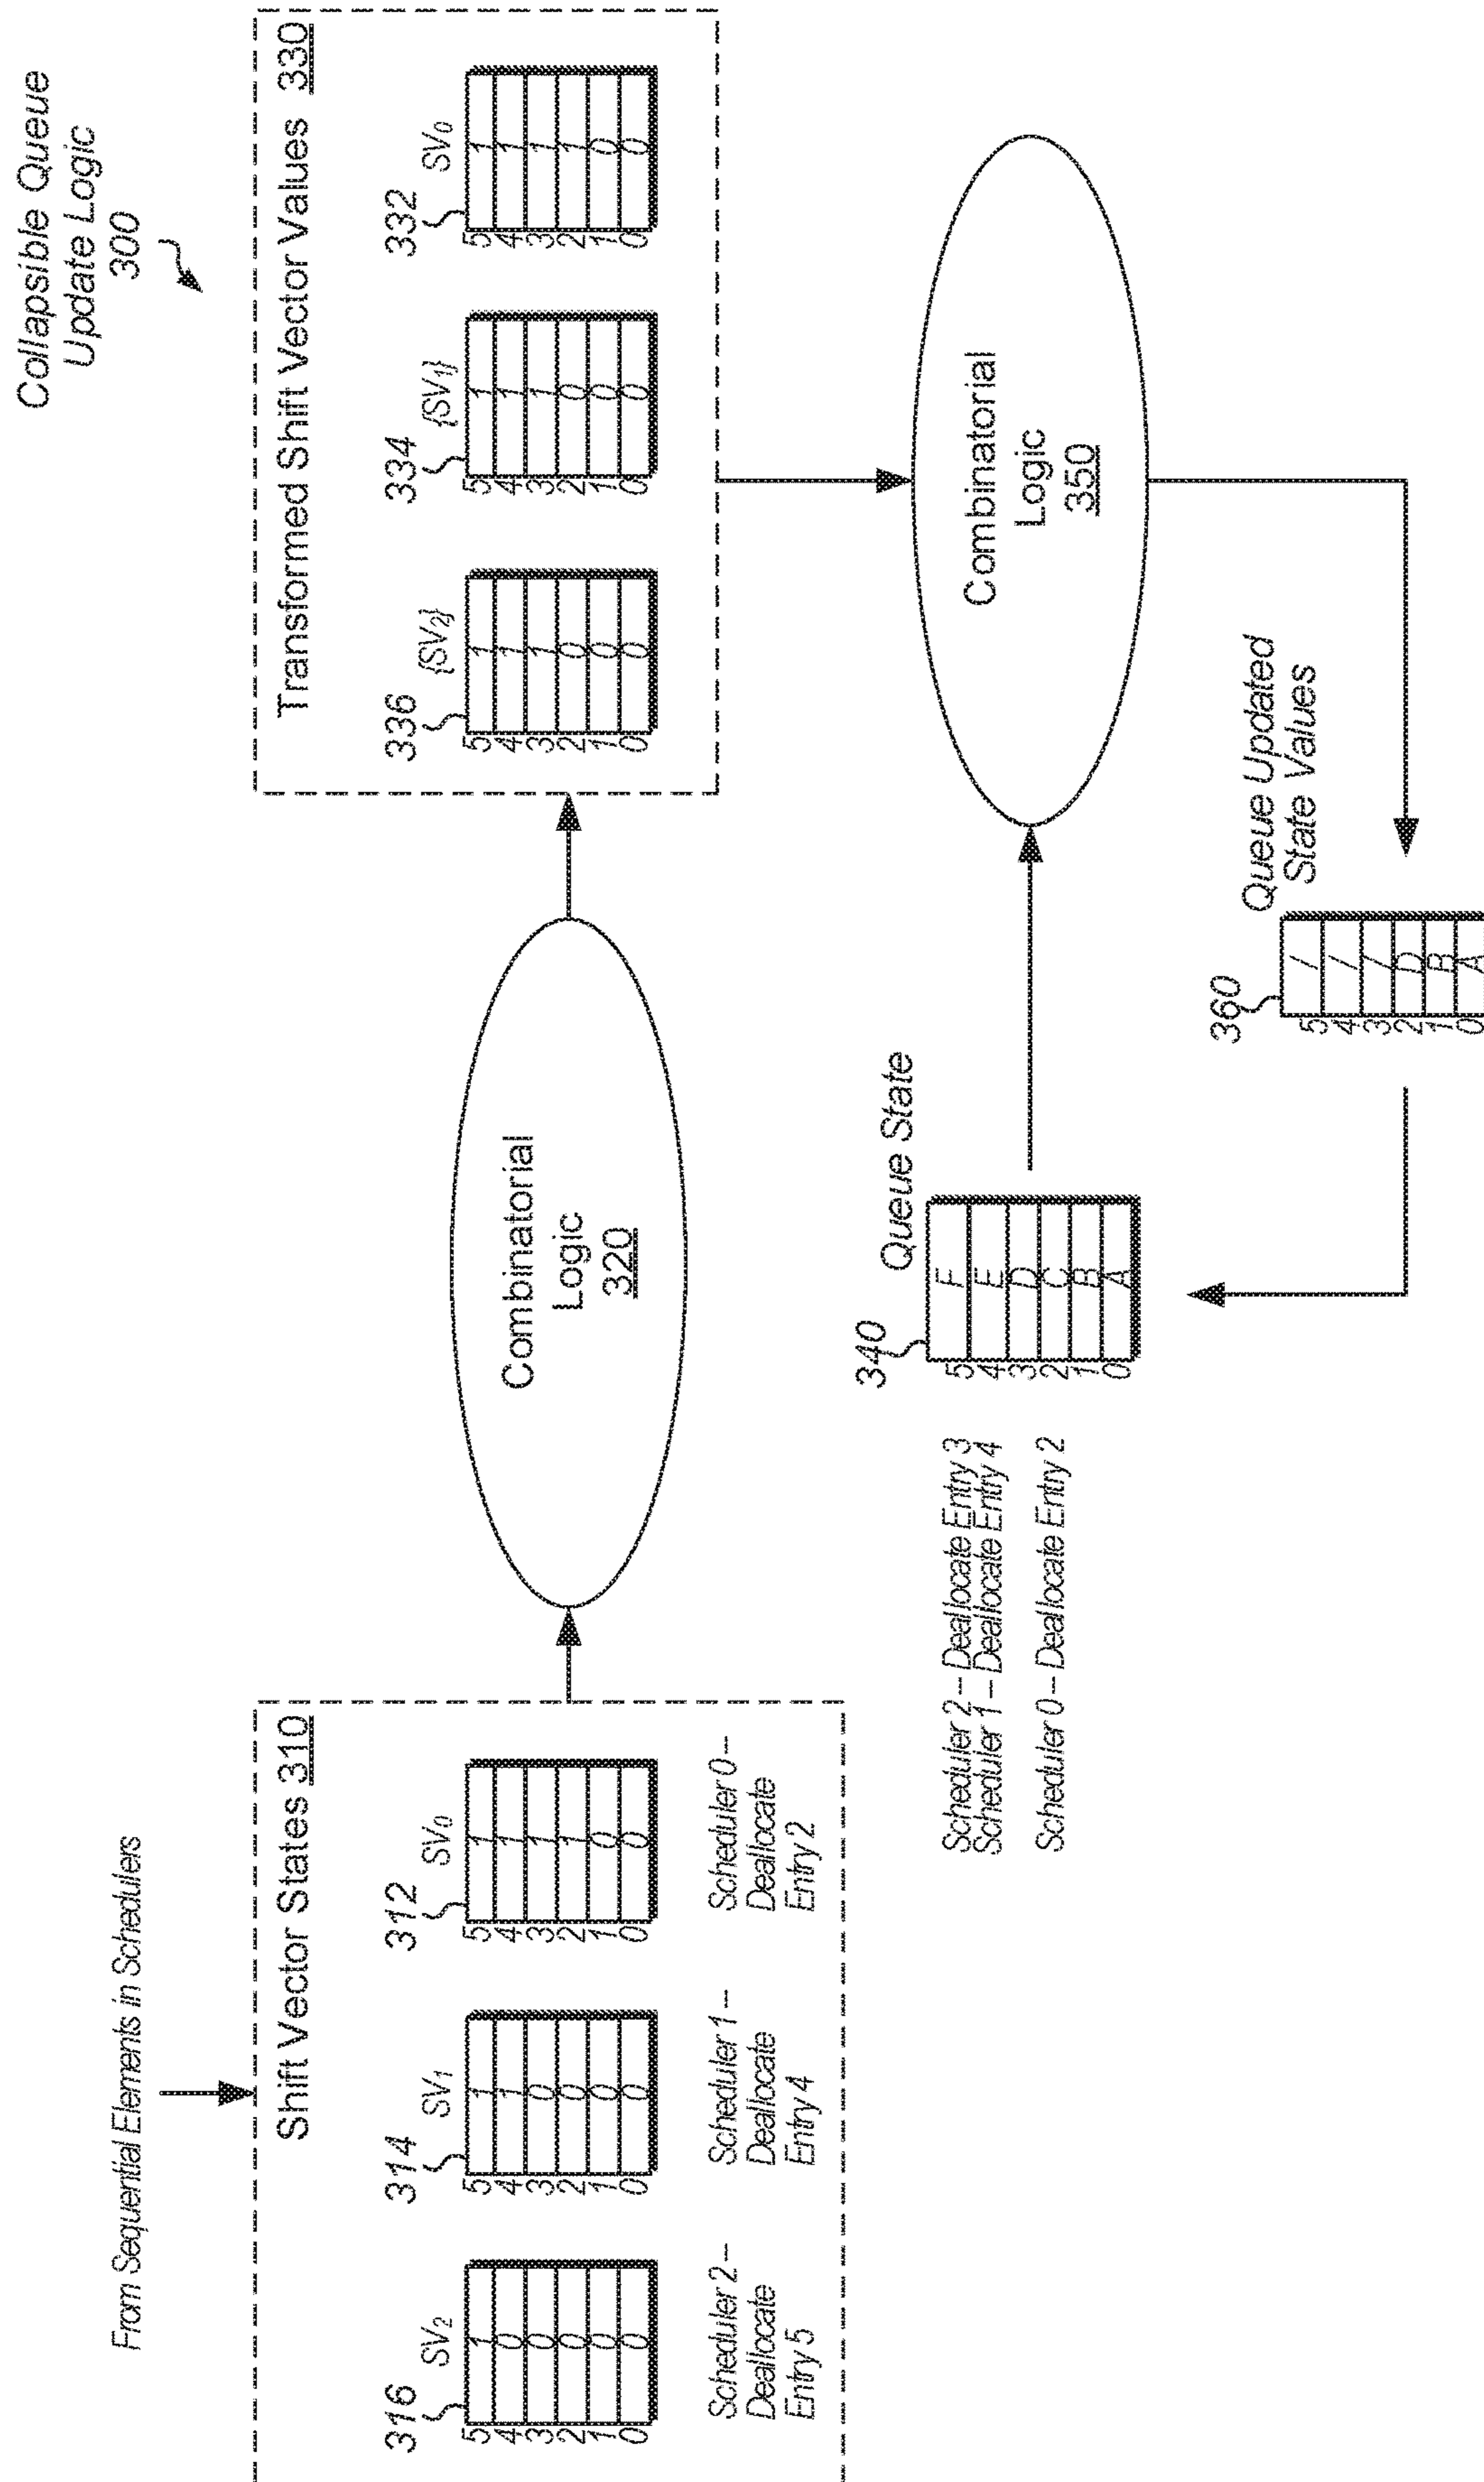 Collapsible Queue
Update Logic
300
From Sequential Elements in Schedulers
Shift Vector States 310
316
SV2
5 1
4 0
3 0
2 0
1 0
0 0
Scheduler 2 –
Deallocate
Entry 5
314
SV1
5 1
4 1
3 0
2 0
1 0
0 0
Scheduler 1 –
Deallocate
Entry 4
312
SV0
5 1
4 1
3 1
2 1
1 0
0 0
Scheduler 0 –
Deallocate
Entry 2
Combinatorial
Logic
320
Transformed Shift Vector Values 330
336
{SV2}
5 1
4 1
3 1
2 0
1 0
0 0
334
{SV1}
5 1
4 1
3 1
2 0
1 0
0 0
332
SV0
5 1
4 1
3 1
2 1
1 0
0 0
Scheduler 2 – Deallocate Entry 3
Scheduler 1 – Deallocate Entry 4
Scheduler 0 – Deallocate Entry 2
340
Queue State
5 F
4 E
3 D
2 C
1 B
0 A
Combinatorial
Logic
350
360
Queue Updated
State Values
5 /
4 /
3 /
2 D
1 B
0 A